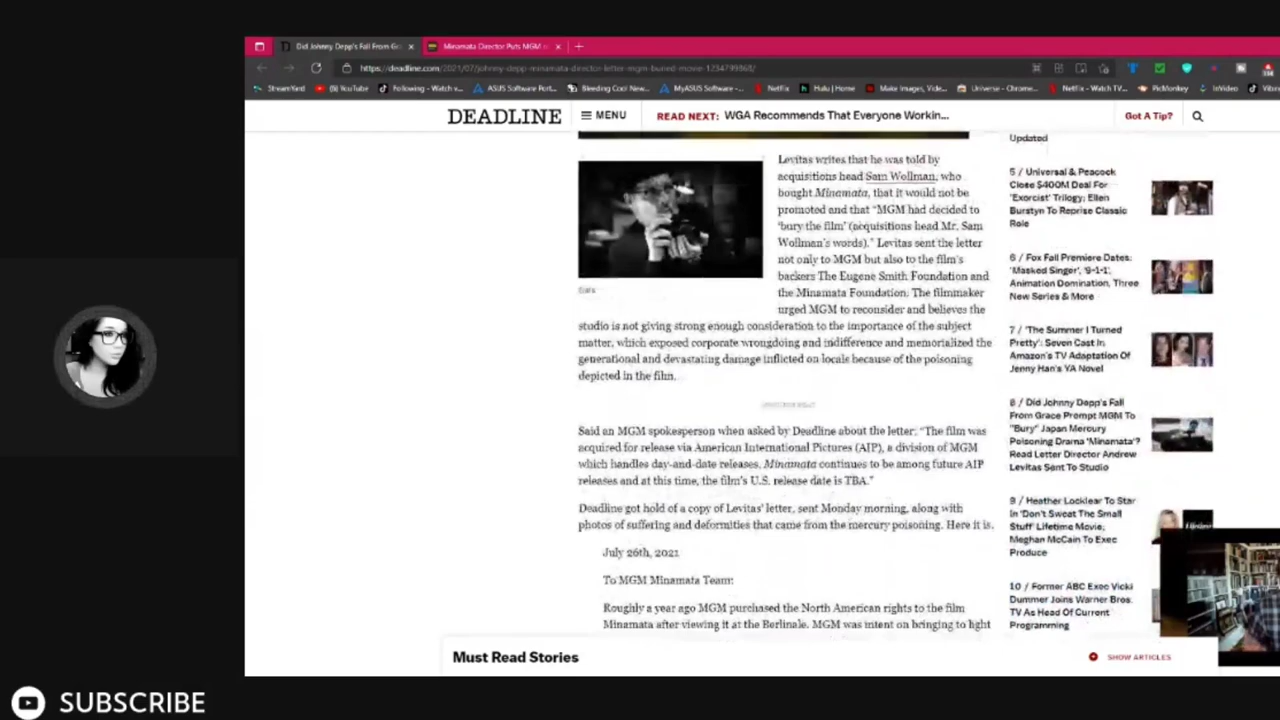 Did Johnny Depp's Fall From Gr
Minamata Director Puts MGM
https://deadline.com/2021/07/johnny-depp-minamata-director-letter-mgm-buried-movie-1234799868/
StreamYard
(5) YouTube
Following - Watch v...
ASUS Software Port...
Bleeding Cool New...
MyASUS Software -...
Netflix
Hulu | Home
Make Images, Vide...
Universe - Chrome...
Netflix - Watch TV...
PicMonkey
InVideo
DEADLINE
MENU
READ NEXT: WGA Recommends That Everyone Workin...
Got A Tip?
Levitas writes that he was told by
acquisitions head Sam Wollman, who
bought Minamata, that it would not be
promoted and that “MGM had decided to
‘bury the film’ (acquisitions head Mr. Sam
Wollman’s words).” Levitas sent the letter
not only to MGM but also to the film’s
backers The Eugene Smith Foundation and
the Minamata Foundation. The filmmaker
urged MGM to reconsider and believes the
studio is not giving strong enough consideration to the importance of the subject
matter, which exposed corporate wrongdoing and indifference and memorialized the
generational and devastating damage inflicted on locals because of the poisoning
depicted in the film.
Said an MGM spokesperson when asked by Deadline about the letter: “The film was
acquired for release via American International Pictures (AIP), a division of MGM
which handles day-and-date releases. Minamata continues to be among future AIP
releases and at this time, the film’s U.S. release date is TBA.”
Deadline got hold of a copy of Levitas’ letter, sent Monday morning, along with
photos of suffering and deformities that came from the mercury poisoning. Here it is.
July 26th, 2021
To MGM Minamata Team:
Roughly a year ago MGM purchased the North American rights to the film
Minamata after viewing it at the Berlinale. MGM was intent on bringing to light
Updated
5 / Universal & Peacock
Close $400M Deal For
'Exorcist' Trilogy; Ellen
Burstyn To Reprise Classic
Role
6 / Fox Fall Premiere Dates:
'Masked Singer', '9-1-1',
Animation Domination, Three
New Series & More
7 / 'The Summer I Turned
Pretty': Seven Cast In
Amazon's TV Adaptation Of
Jenny Han's YA Novel
8 / Did Johnny Depp's Fall
From Grace Prompt MGM To
"Bury" Japan Mercury
Poisoning Drama 'Minamata'?
Read Letter Director Andrew
Levitas Sent To Studio
9 / Heather Locklear To Star
In 'Don't Sweat The Small
Stuff' Lifetime Movie;
Meghan McCain To Exec
Produce
10 / Former ABC Exec Vicki
Dummer Joins Warner Bros.
TV As Head Of Current
Programming
Must Read Stories
SHOW ARTICLES
SUBSCRIBE